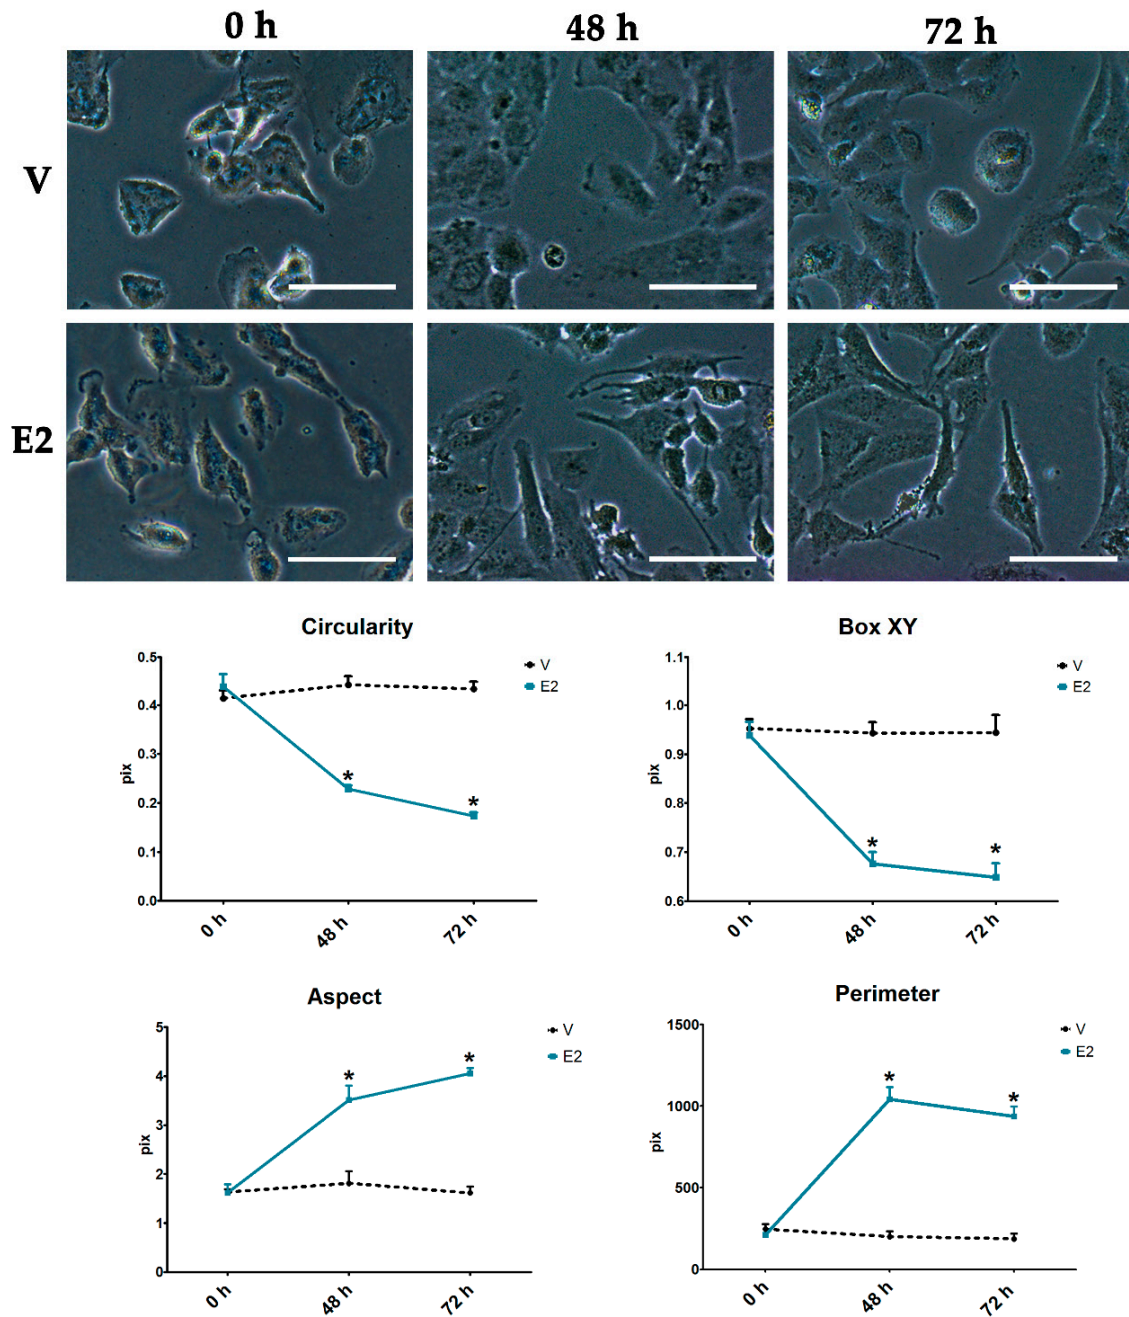 0 h 48 h 72 h
V
E2
Circularity
0.5
0.4
0.3
0.2
0.1
0.0
pix
V
E2
*
*
0 h 48 h 72 h
Box XY
1.1
1.0
0.9
0.8
0.7
0.6
pix
V
E2
*
*
0 h 48 h 72 h
Aspect
5
4
3
2
1
0
pix
V
E2
*
*
0 h 48 h 72 h
Perimeter
1500
1000
500
0
pix
V
E2
*
*
0 h 48 h 72 h